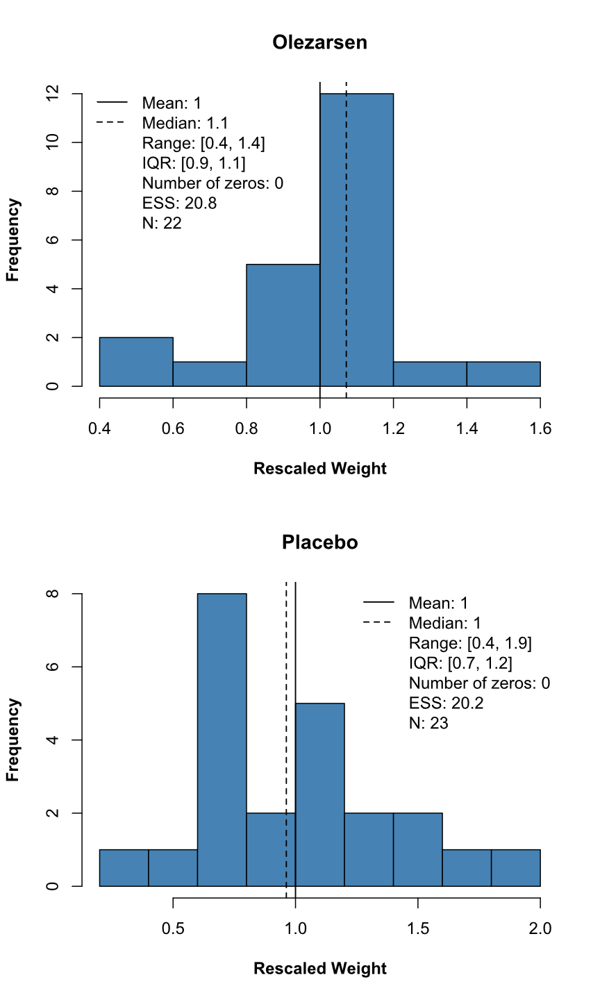 Olezarsen
Mean: 1
Median: 1.1
Range: [0.4, 1.4]
IQR: [0.9, 1.1]
Number of zeros: 0
ESS: 20.8
N: 22
Frequency
12
10
8
6
4
2
0
0.4 0.6 0.8 1.0 1.2 1.4 1.6
Rescaled Weight
Placebo
Mean: 1
Median: 1
Range: [0.4, 1.9]
IQR: [0.7, 1.2]
Number of zeros: 0
ESS: 20.2
N: 23
Frequency
8
6
4
2
0
0.5 1.0 1.5 2.0
Rescaled Weight